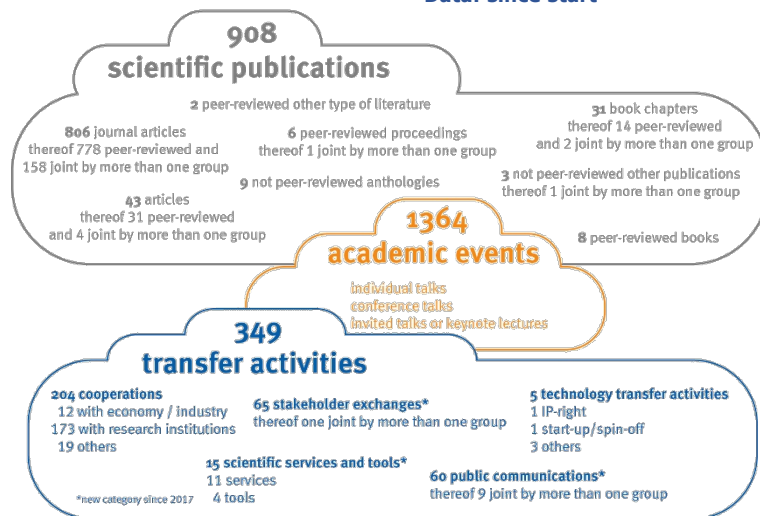 Data: since start
908
scientific publications
2 peer-reviewed other type of literature
806 journal articles
thereof 778 peer-reviewed and
158 joint by more than one group
6 peer-reviewed proceedings
thereof 1 joint by more than one group
31 book chapters
thereof 14 peer-reviewed
and 2 joint by more than one group
9 not peer-reviewed anthologies
3 not peer-reviewed other publications
thereof 1 joint by more than one group
43 articles
thereof 31 peer-reviewed
and 4 joint by more than one group
8 peer-reviewed books
1364
academic events
individual talks
conference talks
invited talks or keynote lectures
349
transfer activities
204 cooperations
12 with economy / industry
173 with research institutions
19 others
65 stakeholder exchanges*
thereof one joint by more than one group
5 technology transfer activities
1 IP-right
1 start-up/spin-off
3 others
15 scientific services and tools*
11 services
4 tools
60 public communications*
thereof 9 joint by more than one group
*new category since 2017